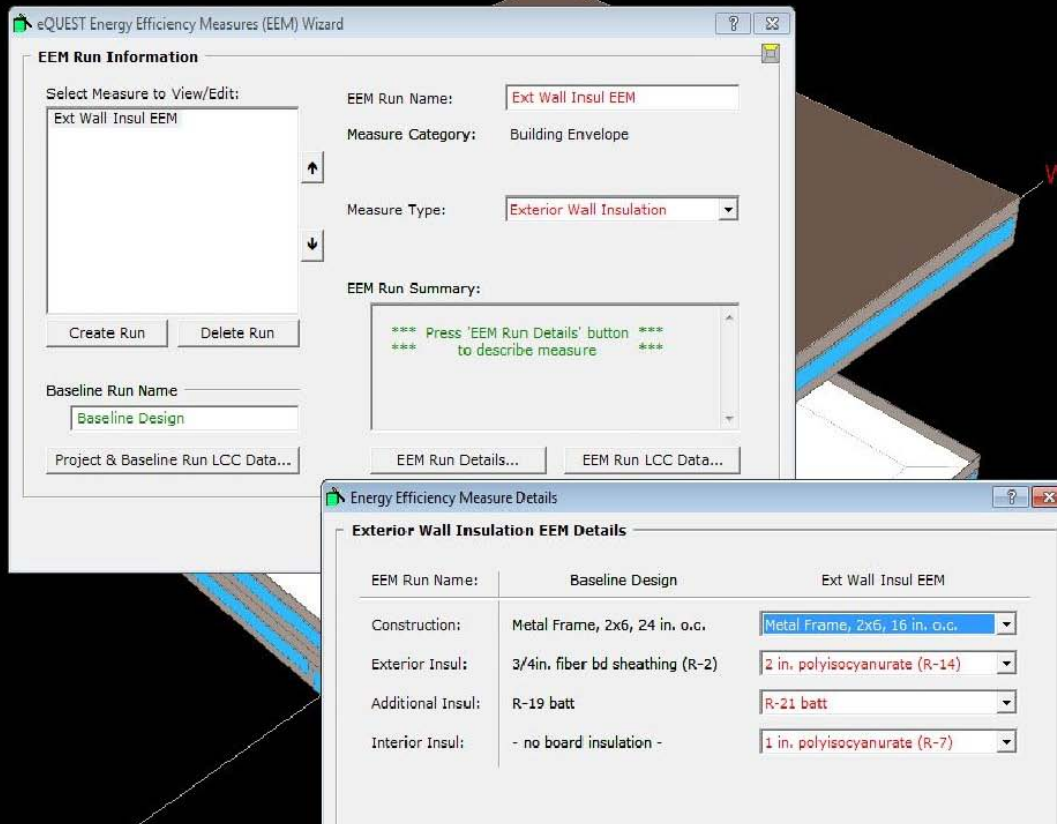 eQUEST Energy Efficiency Measures (EEM) Wizard
EEM Run Information
Select Measure to View/Edit:
Ext Wall Insul EEM
EEM Run Name:
Ext Wall Insul EEM
Measure Category:
Building Envelope
Measure Type:
Exterior Wall Insulation
EEM Run Summary:
*** Press 'EEM Run Details' button ***
*** to describe measure ***
Create Run
Delete Run
Baseline Run Name
Baseline Design
Project & Baseline Run LCC Data...
EEM Run Details...
EEM Run LCC Data...
Energy Efficiency Measure Details
Exterior Wall Insulation EEM Details
EEM Run Name:
Baseline Design
Ext Wall Insul EEM
Construction:
Metal Frame, 2x6, 24 in. o.c.
Metal Frame, 2x6, 16 in. o.c.
Exterior Insul:
3/4in. fiber bd sheathing (R-2)
2 in. polyisocyanurate (R-14)
Additional Insul:
R-19 batt
R-21 batt
Interior Insul:
- no board insulation -
1 in. polyisocyanurate (R-7)